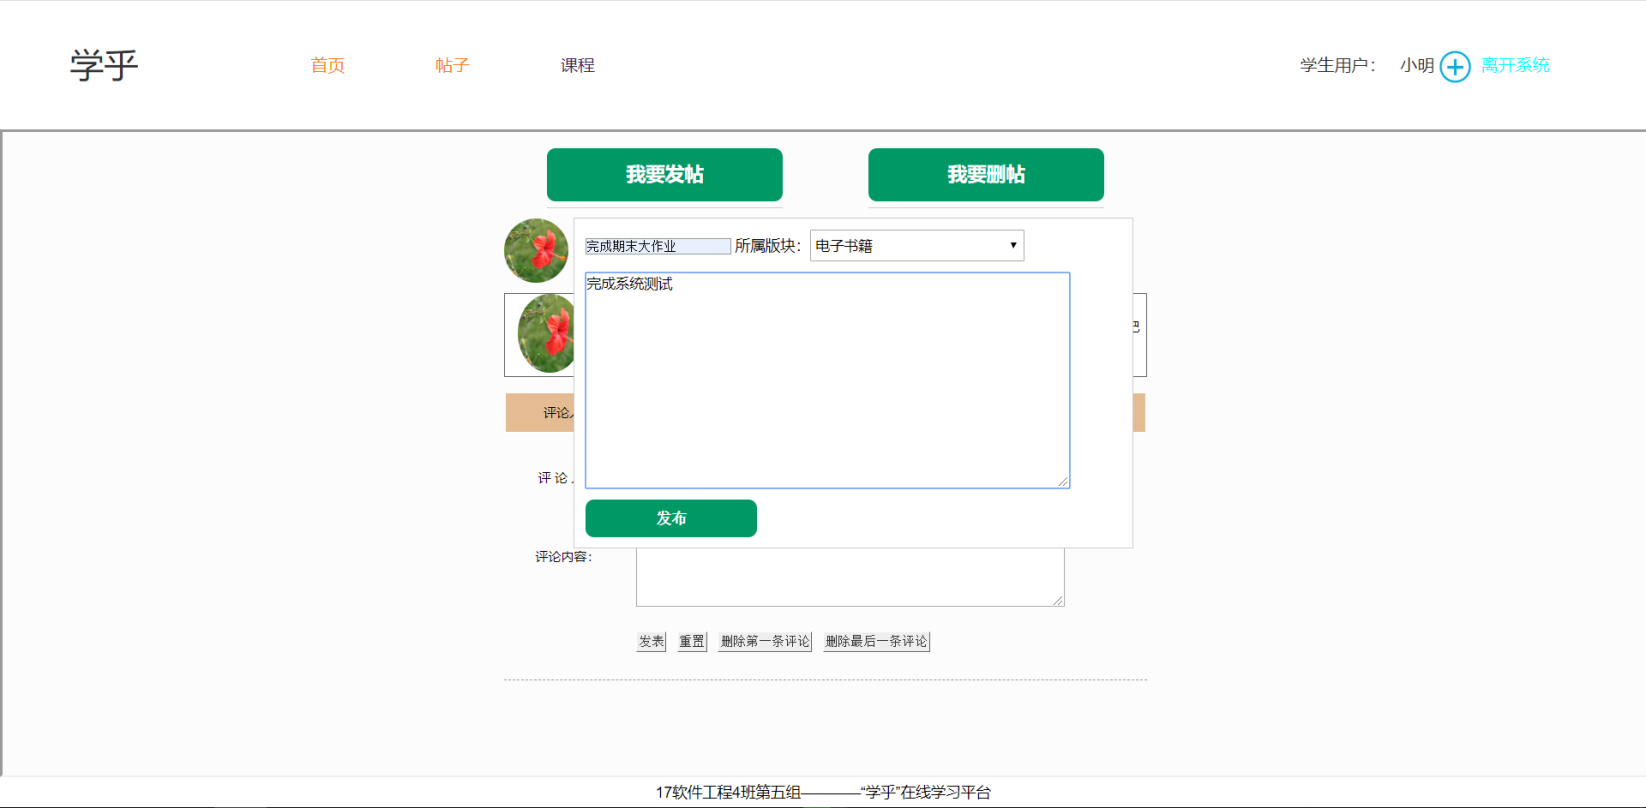 学乎 首页 帖子 课程 学生用户： 小明 离开系统
我要发帖 我要删帖
完成期末大作业 所属版块： 电子书籍
完成系统测试
评论
评 论
发布
评论内容：
发表 重置 删除第一条评论 删除最后一条评论
17软件工程4班第五组————“学乎”在线学习平台